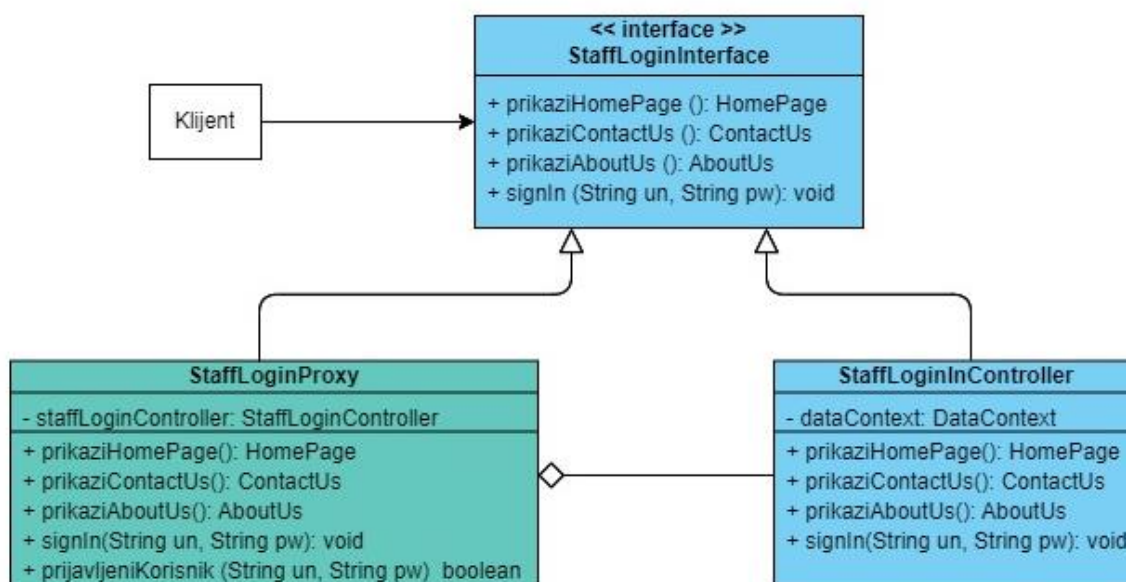 << interface >>
StaffLoginInterface
+ prikaziHomePage (): HomePage
+ prikaziContactUs (): ContactUs
+ prikaziAboutUs (): AboutUs
+ signIn (String un, String pw): void
Klijent
StaffLoginProxy
- staffLoginController: StaffLoginController
+ prikaziHomePage(): HomePage
+ prikaziContactUs(): ContactUs
+ prikaziAboutUs(): AboutUs
+ signIn(String un, String pw): void
+ prijavljeniKorisnik (String un, String pw) boolean
StaffLoginInController
- dataContext: DataContext
+ prikaziHomePage(): HomePage
+ prikaziContactUs(): ContactUs
+ prikaziAboutUs(): AboutUs
+ signIn(String un, String pw): void